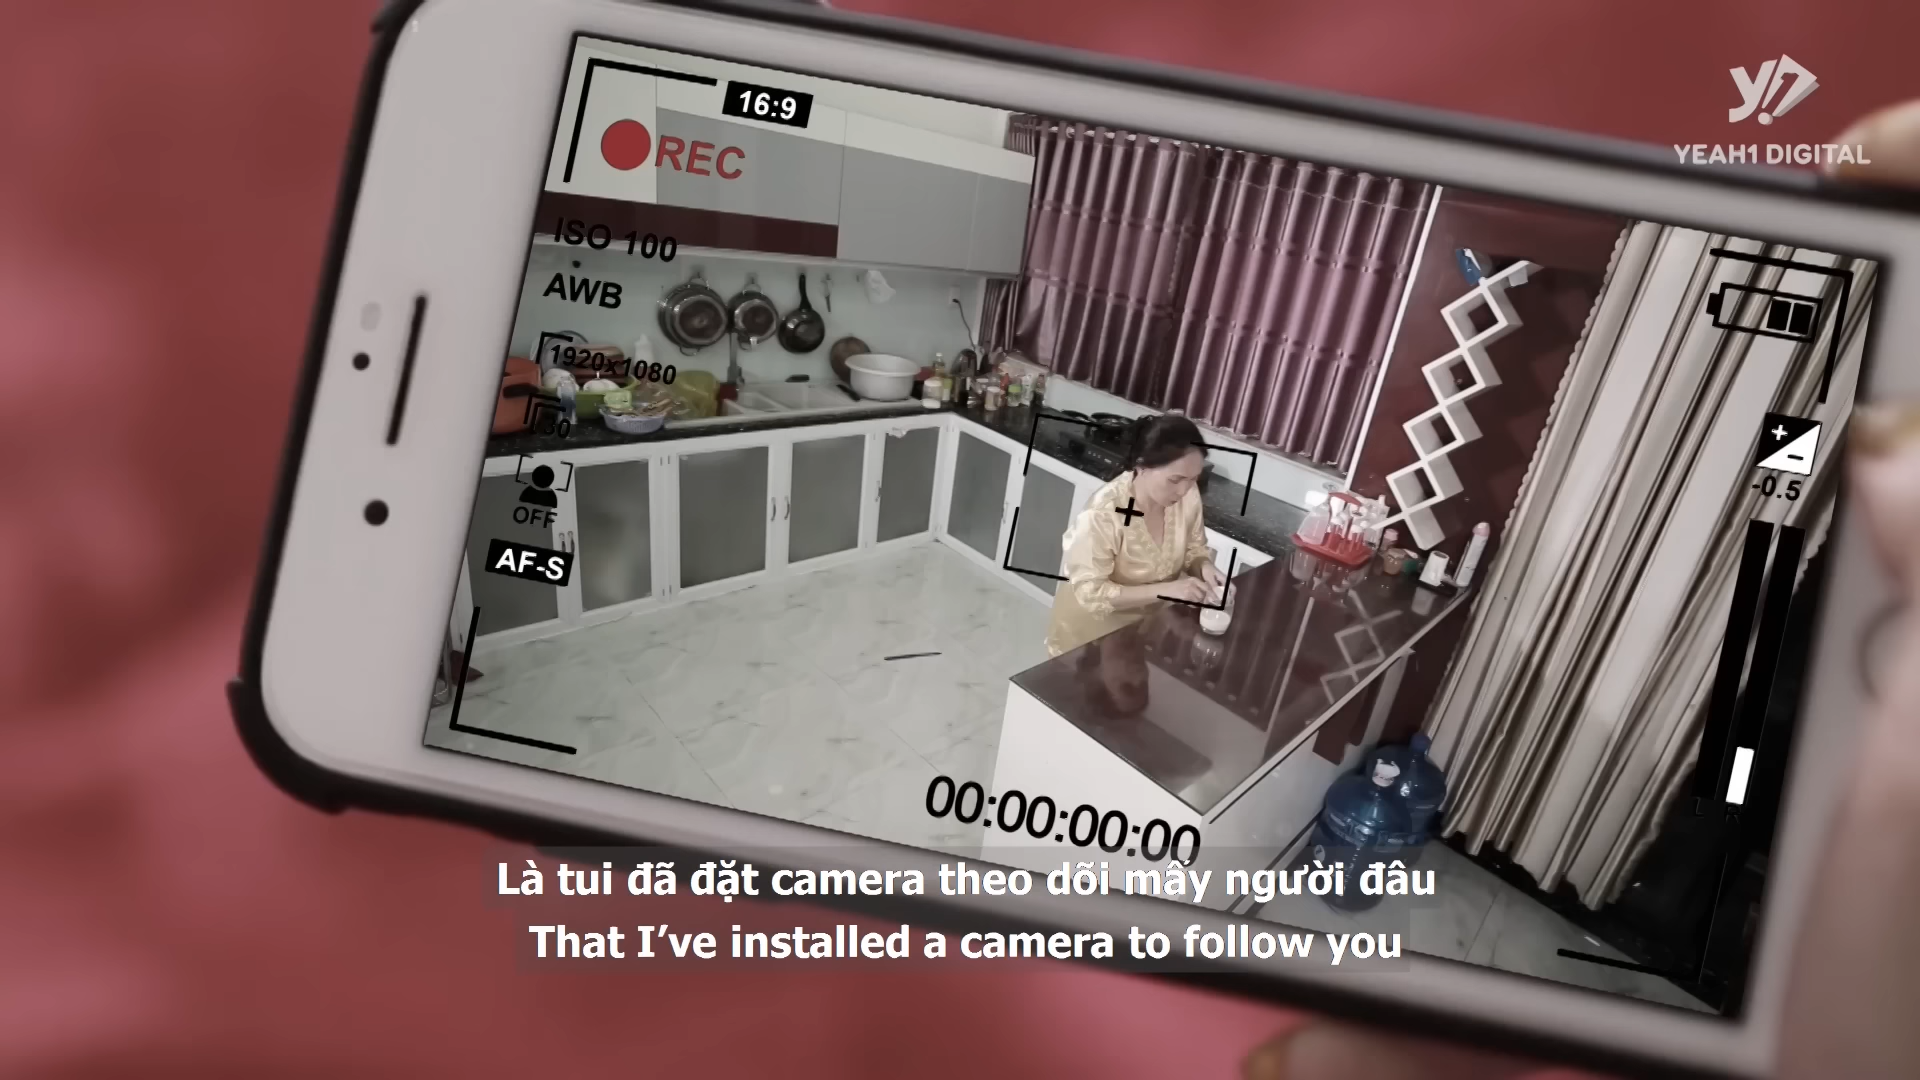 16:9
REC
YEAH1 DIGITAL
ISO 100
AWB
1920x1080
30
OFF
AF-S
-0.5
00:00:00:00
Là tui đã đặt camera theo dõi mấy người đâu
That I've installed a camera to follow you